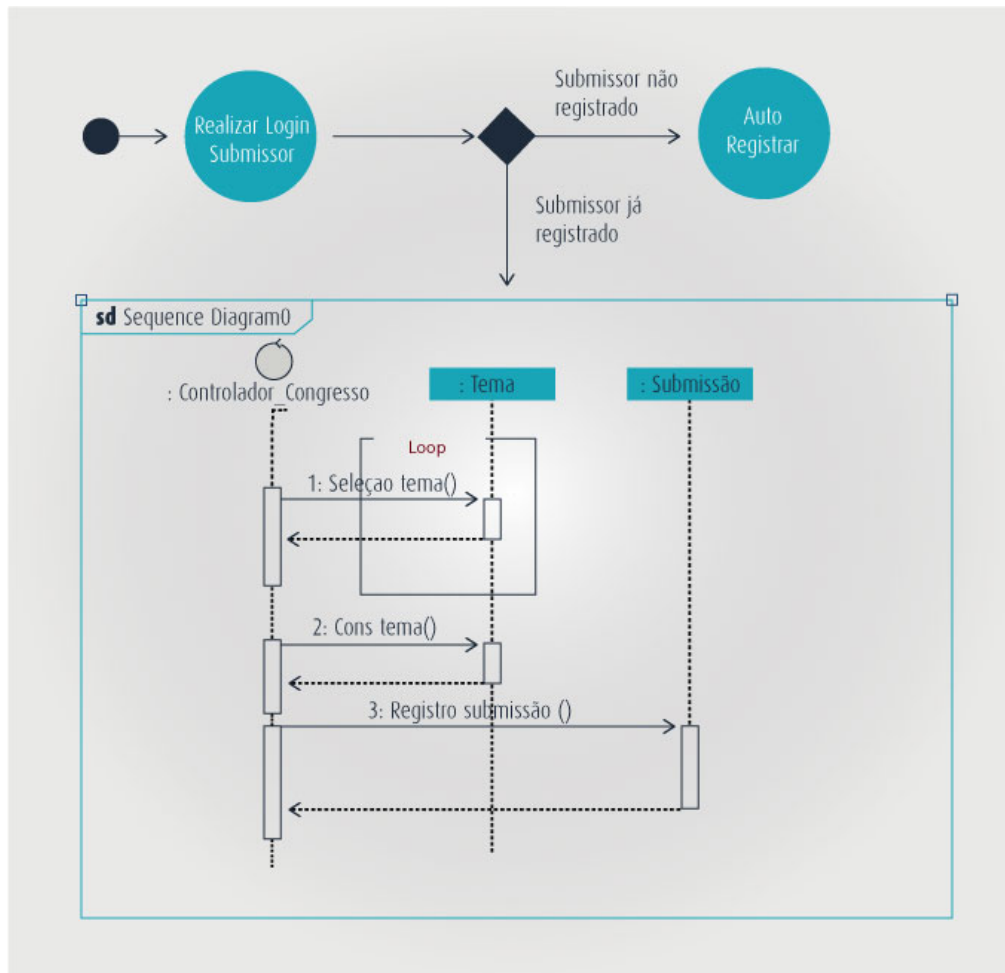 Realizar Login
Submissor
Submissor não
registrado
Auto
Registrar
Submissor já
registrado
sd Sequence Diagram0
: Controlador_Congresso
: Tema
: Submissão
Loop
1: Seleçao tema()
2: Cons tema()
3: Registro submissão ()